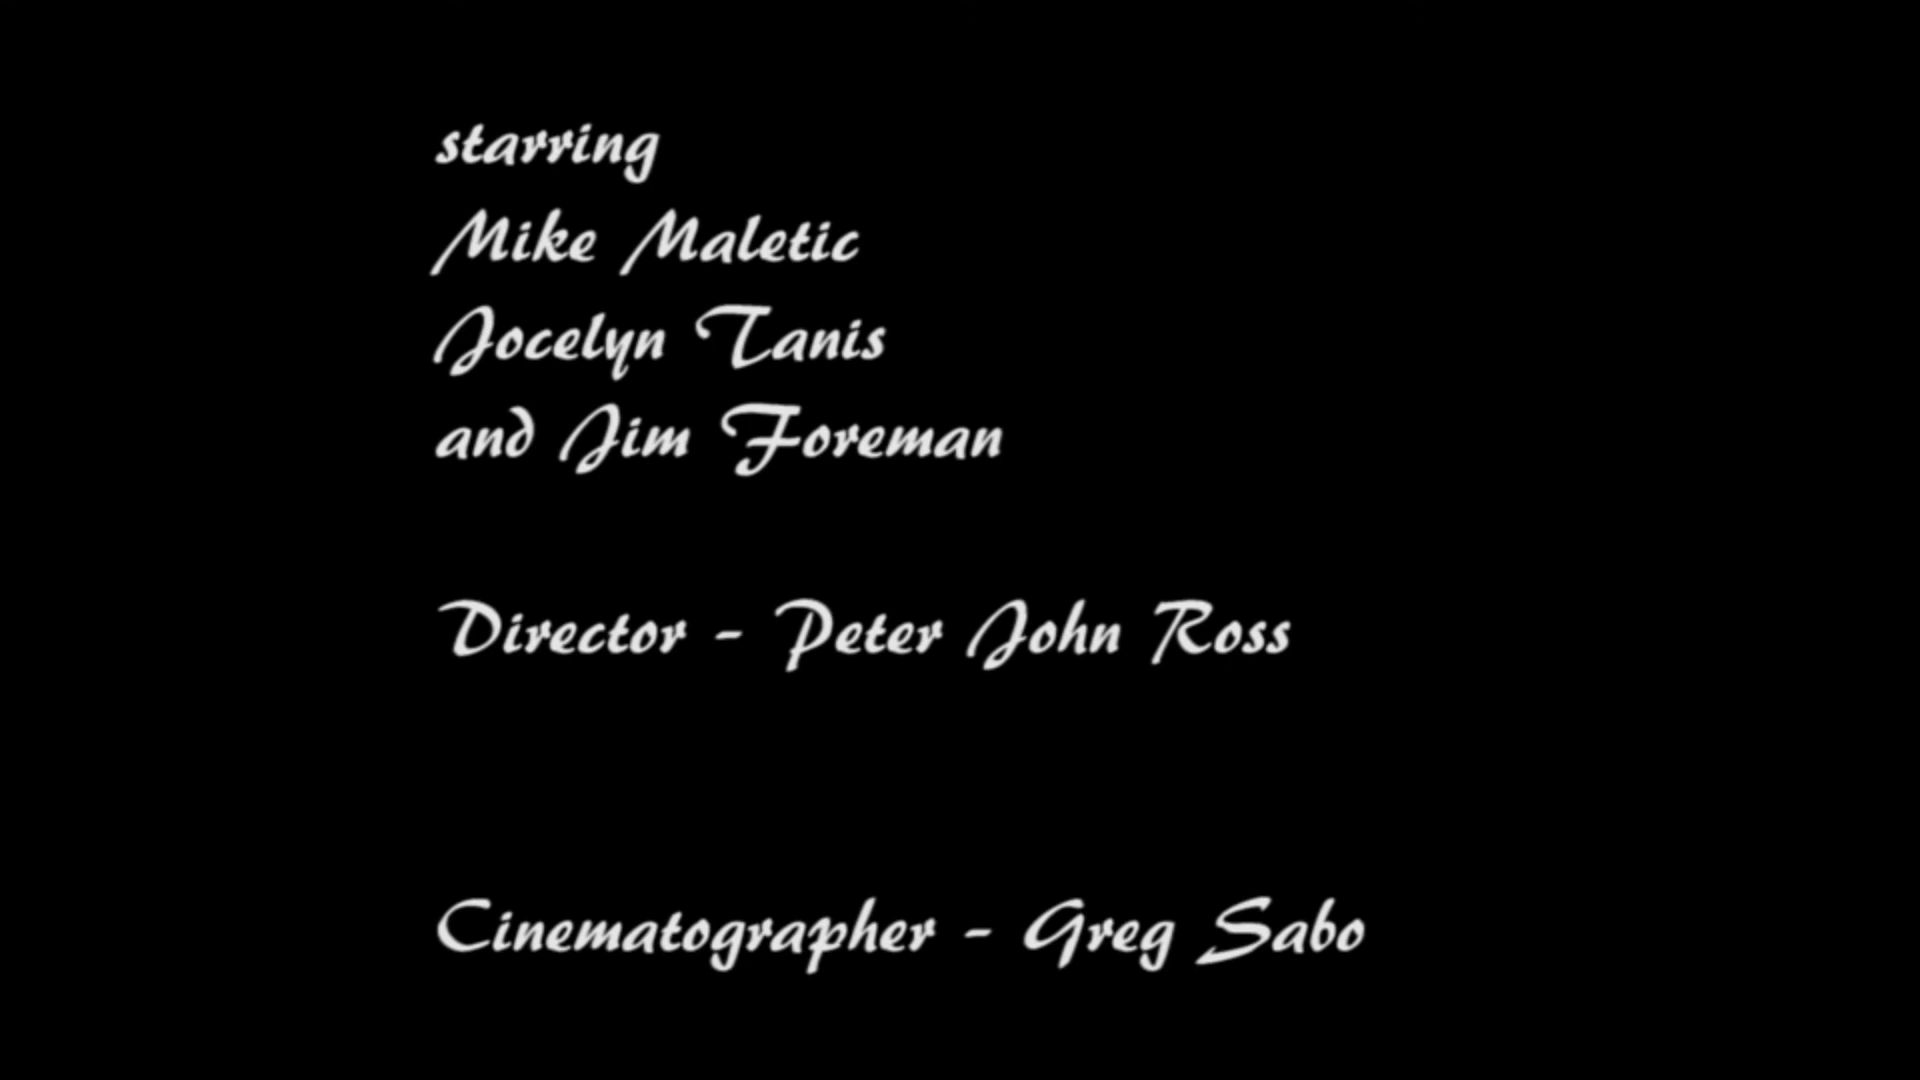 starring
Mike Maletic
Jocelyn Tanis
and Jim Foreman
Director - Peter John Ross
Cinematographer - Greg Sabo